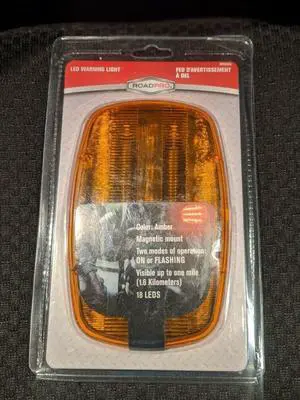 LED WARNING LIGHT
ROADPRO
FEU D'AVERTISSEMENT
À DEL
Color: Amber
Magnetic mount
Two modes of operation:
ON or FLASHING
Visible up to one mile
(1.6 Kilometers)
18 LEDS